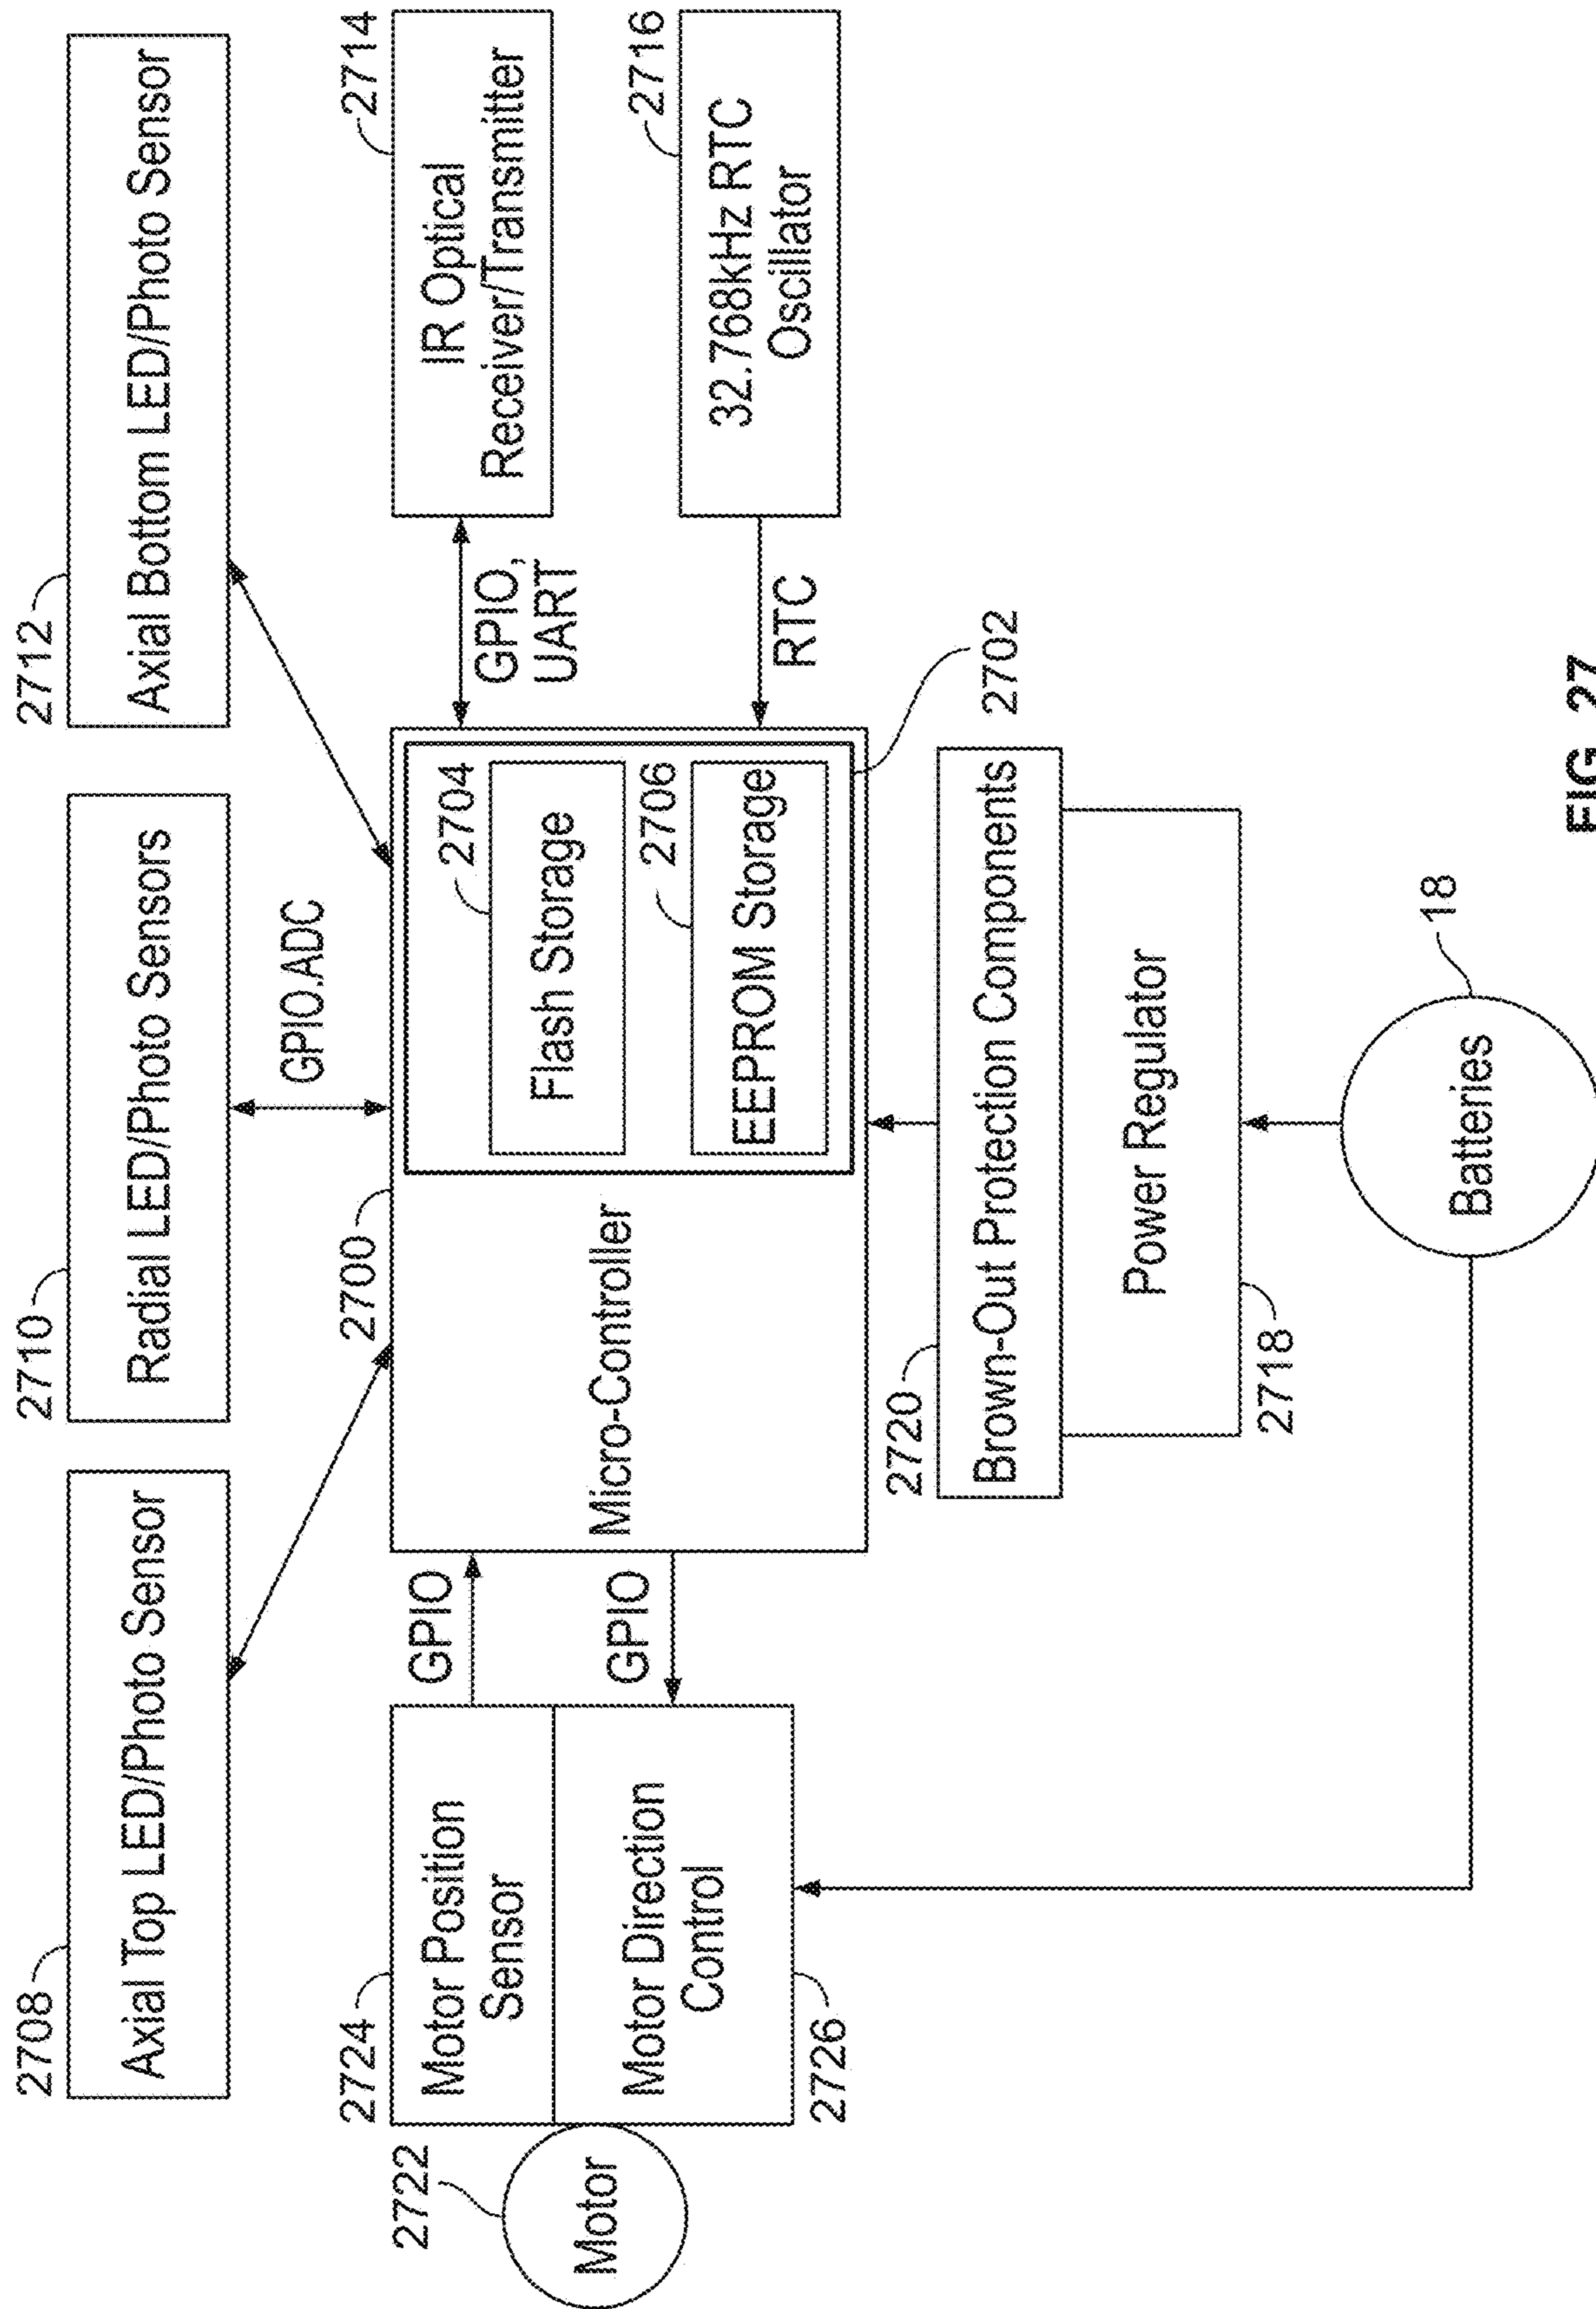 2708
Axial Top LED/Photo Sensor
2710
Radial LED/Photo Sensors
2712
Axial Bottom LED/Photo Sensor
GPIO.ADC
2722
Motor
2724
Motor Position
Sensor
Motor Direction
Control
2726
GPIO
GPIO
2700
Micro-Controller
2704
Flash Storage
2706
EEPROM Storage
2702
GPIO,
UART
2714
IR Optical
Receiver/Transmitter
RTC
2716
32.768kHz RTC
Oscillator
2720
Brown-Out Protection Components
Power Regulator
2718
Batteries
18
FIG. 27